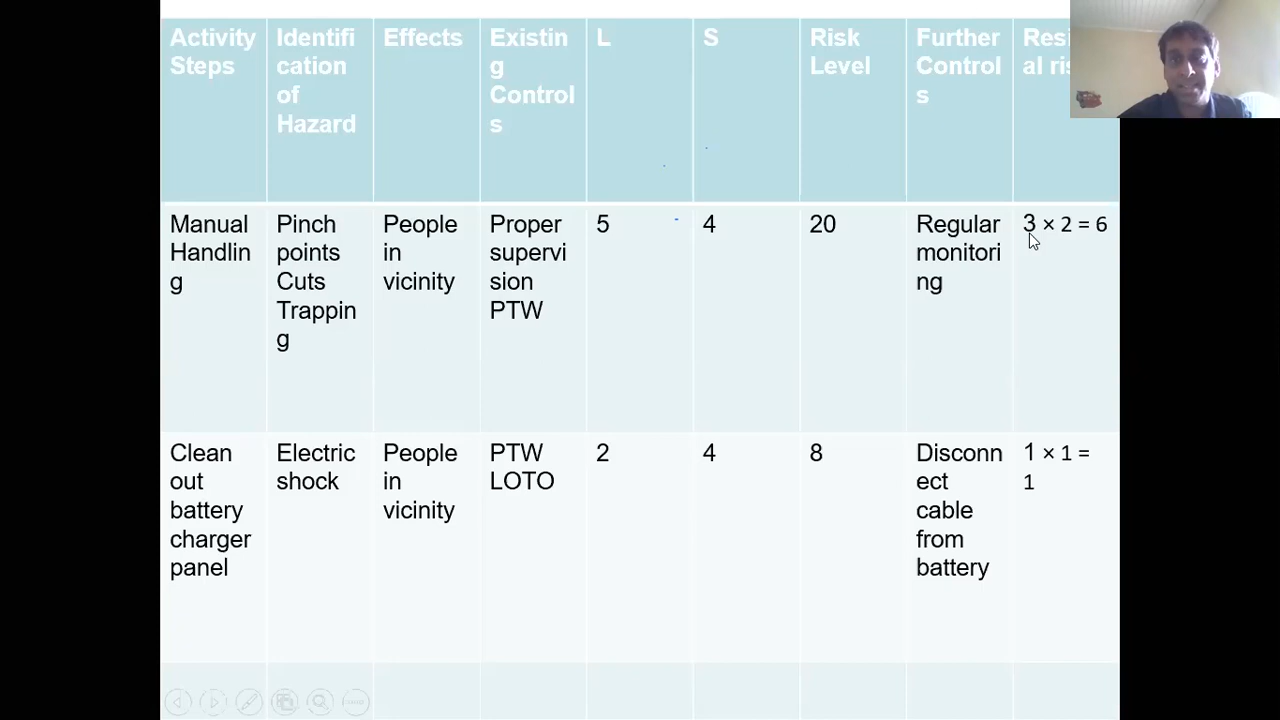 Activity
Steps
Identifi
cation
of
Hazard
Effects
Existin
g
Control
s
L
S
Risk
Level
Further
Control
s
Resi
al ris
Manual
Handlin
g
Pinch
points
Cuts
Trappin
g
People
in
vicinity
Proper
supervi
sion
PTW
5
4
20
Regular
monitori
ng
3 × 2 = 6
Clean
out
battery
charger
panel
Electric
shock
People
in
vicinity
PTW
LOTO
2
4
8
Disconn
ect
cable
from
battery
1 × 1 =
1